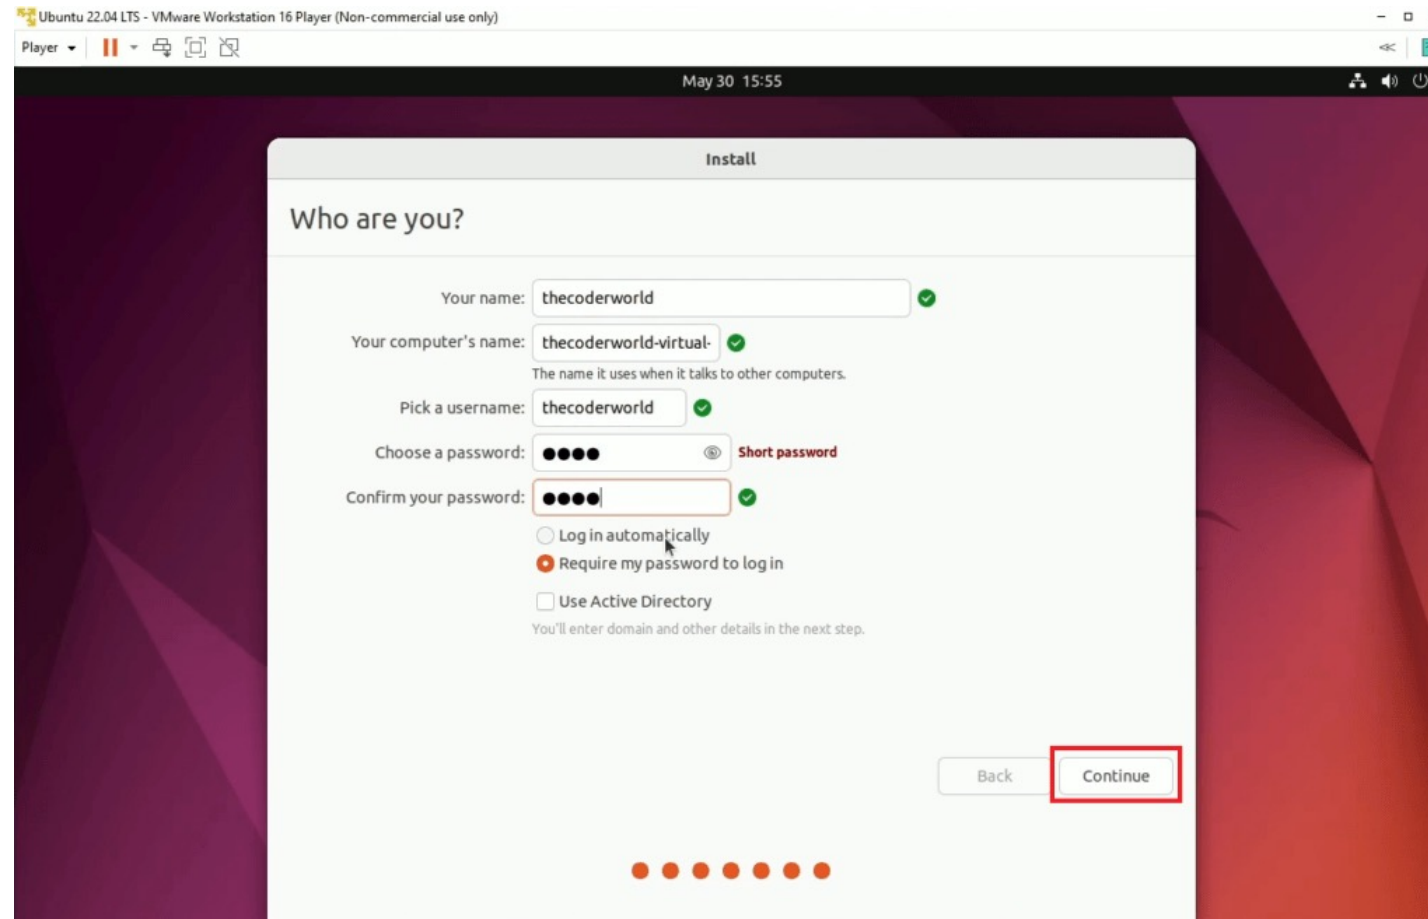 Ubuntu 22.04 LTS - VMware Workstation 16 Player (Non-commercial use only)
Player
May 30 15:55
Install
Who are you?
Your name: thecoderworld
Your computer's name: thecoderworld-virtual-
The name it uses when it talks to other computers.
Pick a username: thecoderworld
Choose a password: ●●●● Short password
Confirm your password: ●●●●
Log in automatically
Require my password to log in
Use Active Directory
You'll enter domain and other details in the next step.
Back Continue